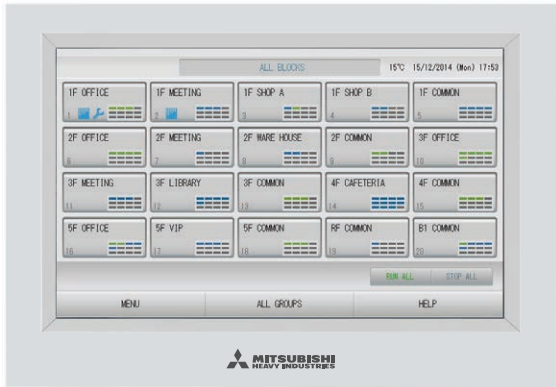 ALL BLOCKS 15°C 15/12/2014 (Mon) 17:53
1F OFFICE 1F MEETING 1F SHOP A 1F SHOP B 1F COMMON
1 2 3 4 5
2F OFFICE 2F MEETING 2F WARE HOUSE 2F COMMON 3F OFFICE
6 7 8 9 10
3F MEETING 3F LIBRARY 3F COMMON 4F CAFETERIA 4F COMMON
11 12 13 14 15
5F OFFICE 5F VIP 5F COMMON RF COMMON B1 COMMON
16 17 18 19 20
RUN ALL STOP ALL
MENU ALL GROUPS HELP
MITSUBISHI
HEAVY INDUSTRIES